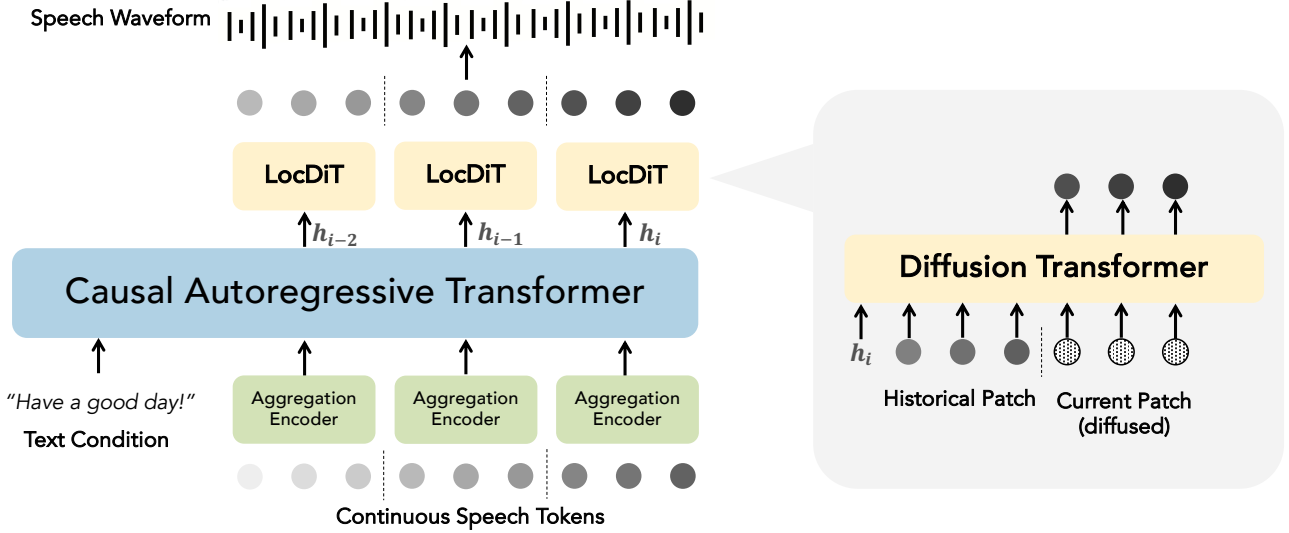 Speech Waveform
LocDiT
LocDiT
LocDiT
h_{i-2}
h_{i-1}
h_i
Causal Autoregressive Transformer
"Have a good day!"
Text Condition
Aggregation
Encoder
Aggregation
Encoder
Aggregation
Encoder
Continuous Speech Tokens
Diffusion Transformer
h_i
Historical Patch
Current Patch
(diffused)